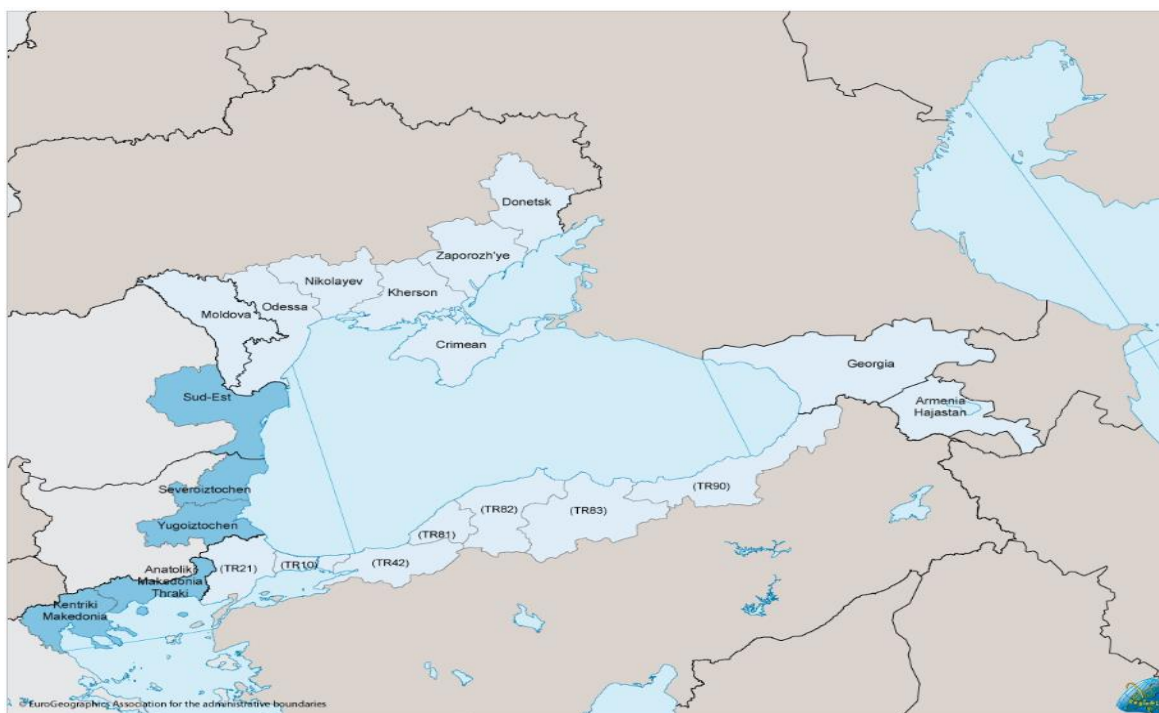 Donetsk
Zaporozh'ye
Nikolayev
Kherson
Odessa
Moldova
Crimean
Georgia
Sud-Est
Armenia
Hajastan
Severoiztochen
(TR90)
(TR82)
(TR83)
Yugoiztochen
(TR81)
(TR21)
(TR10)
(TR42)
Anatoliki
Makedonia
Thraki
Kentriki
Makedonia
© EuroGeographics Association for the administrative boundaries